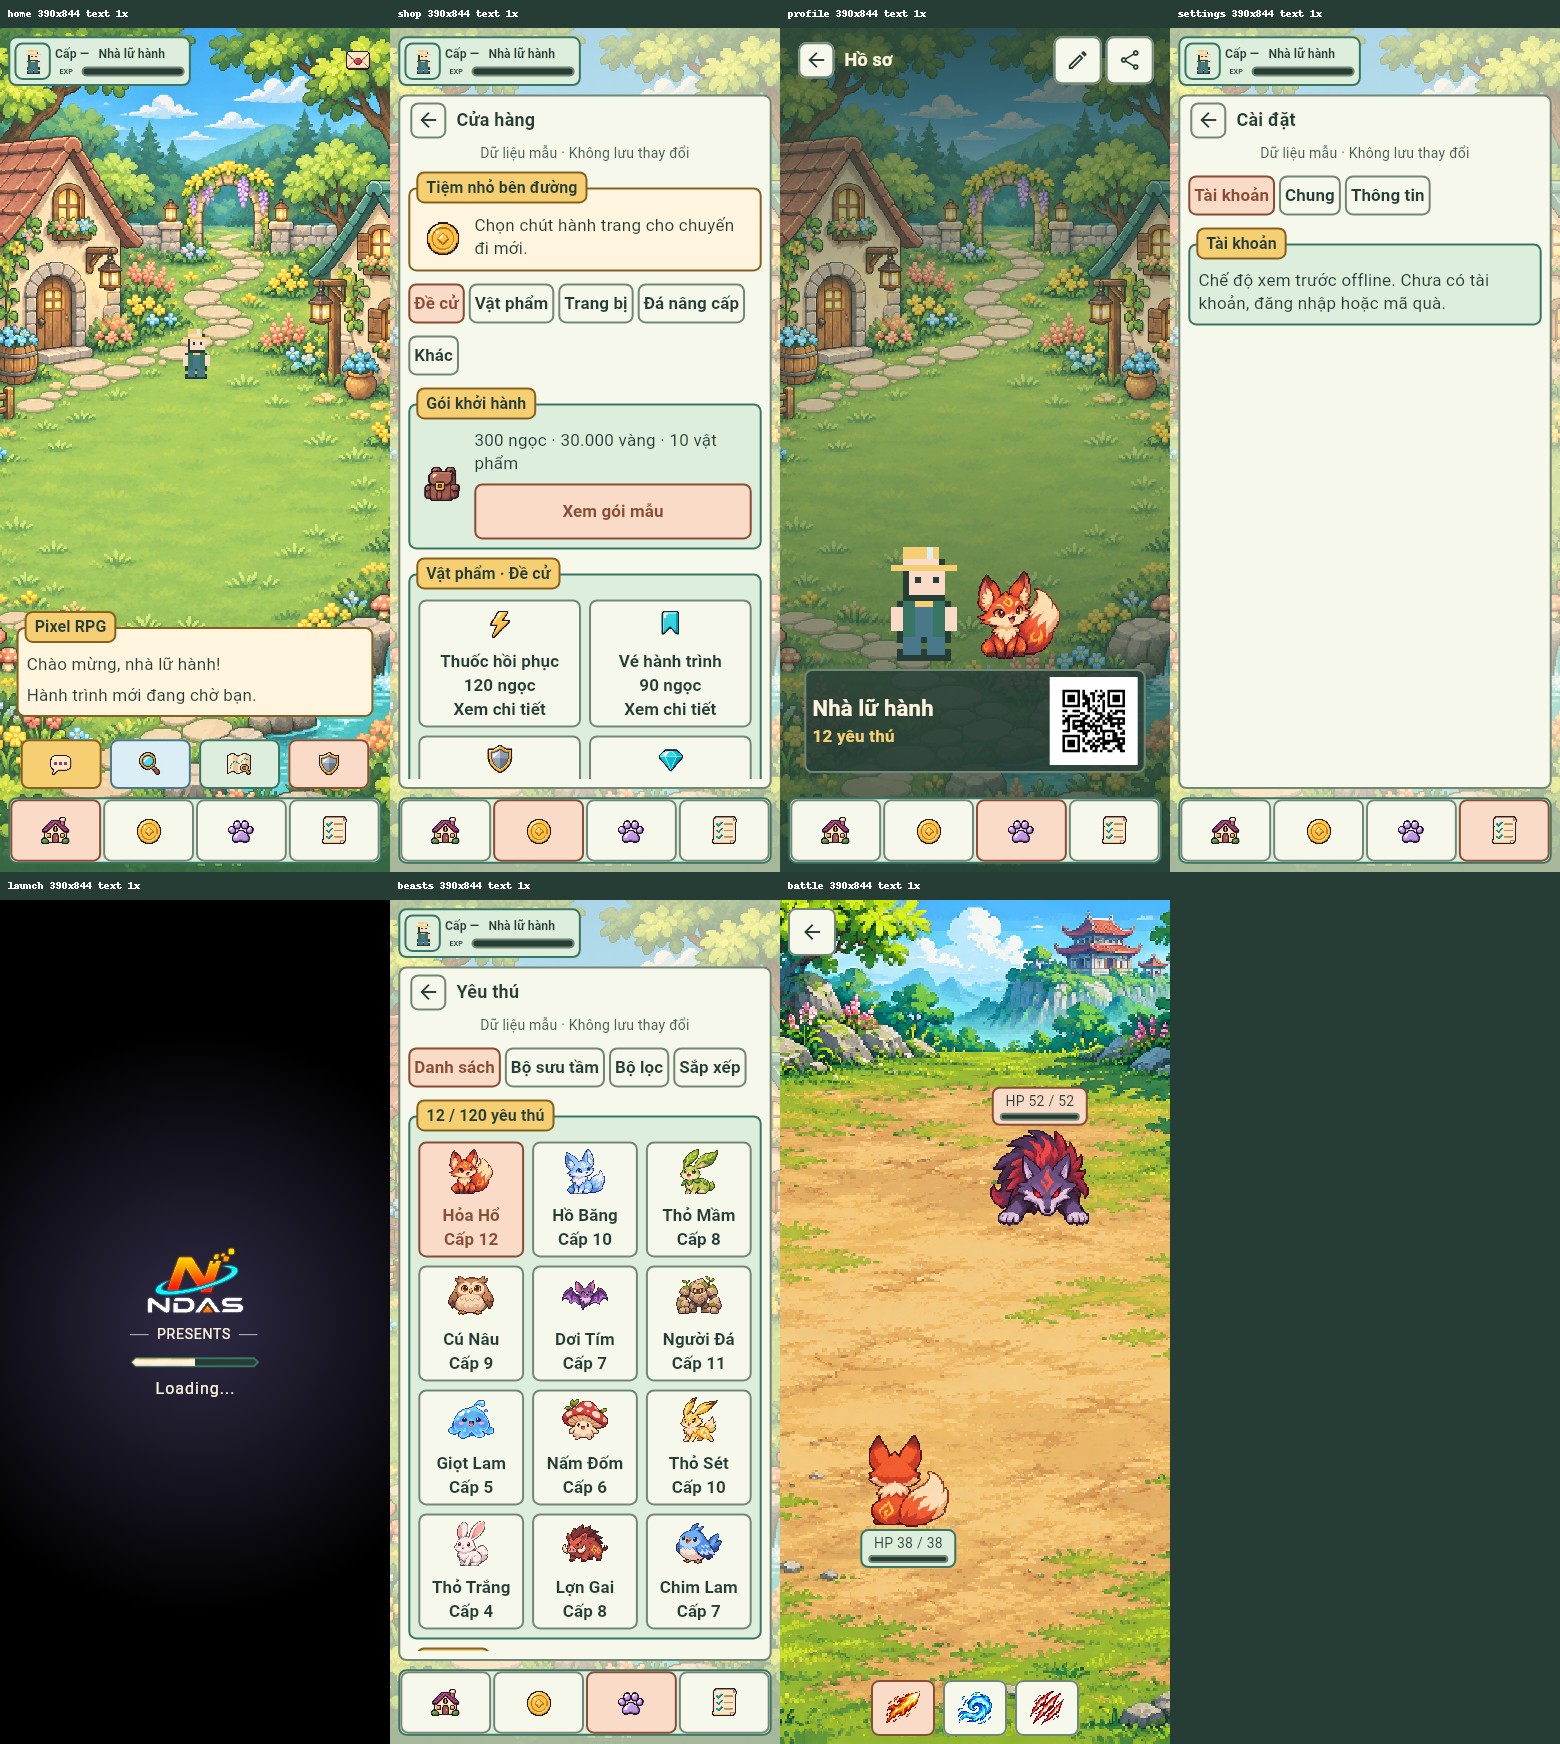 home 390x844 text 1x
Cấp — Nhà lữ hành
EXP
Pixel RPG
Chào mừng, nhà lữ hành!
Hành trình mới đang chờ bạn.
shop 390x844 text 1x
Cấp — Nhà lữ hành
EXP
Cửa hàng
Dữ liệu mẫu · Không lưu thay đổi
Tiệm nhỏ bên đường
Chọn chút hành trang cho chuyến
đi mới.
Đề cử
Vật phẩm
Trang bị
Đá nâng cấp
Khác
Gói khởi hành
300 ngọc · 30.000 vàng · 10 vật
phẩm
Xem gói mẫu
Vật phẩm · Đề cử
Thuốc hồi phục
120 ngọc
Xem chi tiết
Vé hành trình
90 ngọc
Xem chi tiết
profile 390x844 text 1x
Hồ sơ
Nhà lữ hành
12 yêu thú
settings 390x844 text 1x
Cấp — Nhà lữ hành
EXP
Cài đặt
Dữ liệu mẫu · Không lưu thay đổi
Tài khoản
Chung
Thông tin
Tài khoản
Chế độ xem trước offline. Chưa có tài
khoản, đăng nhập hoặc mã quà.
launch 390x844 text 1x
NDAS
PRESENTS
Loading...
beasts 390x844 text 1x
Cấp — Nhà lữ hành
EXP
Yêu thú
Dữ liệu mẫu · Không lưu thay đổi
Danh sách
Bộ sưu tầm
Bộ lọc
Sắp xếp
12 / 120 yêu thú
Hỏa Hổ
Cấp 12
Hồ Băng
Cấp 10
Thỏ Mầm
Cấp 8
Cú Nâu
Cấp 9
Dơi Tím
Cấp 7
Người Đá
Cấp 11
Giọt Lam
Cấp 5
Nấm Đốm
Cấp 6
Thỏ Sét
Cấp 10
Thỏ Trắng
Cấp 4
Lợn Gai
Cấp 8
Chim Lam
Cấp 7
battle 390x844 text 1x
HP 52 / 52
HP 38 / 38